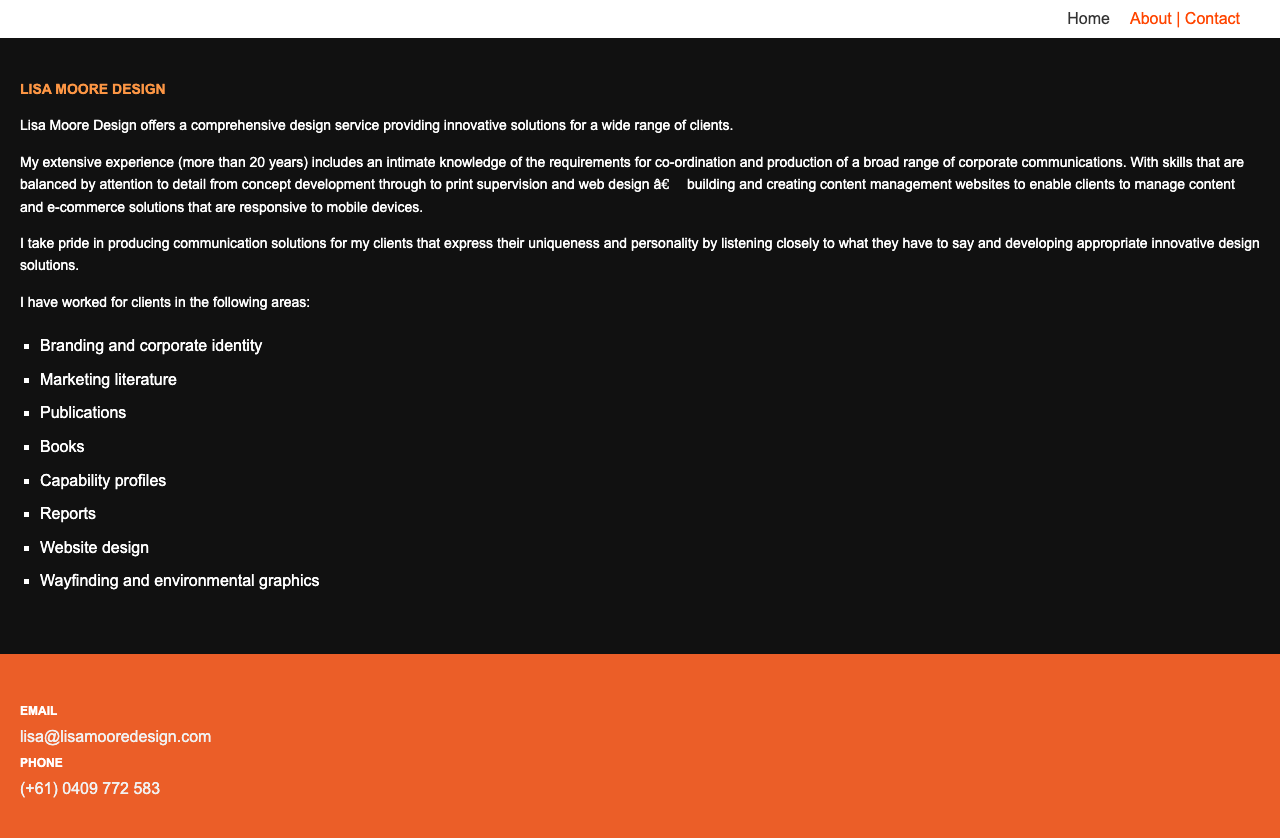 Home About | Contact
LISA MOORE DESIGN
Lisa Moore Design offers a comprehensive design service providing innovative solutions for a wide range of clients.
My extensive experience (more than 20 years) includes an intimate knowledge of the requirements for co-ordination and production of a broad range of corporate communications. With skills that are
balanced by attention to detail from concept development through to print supervision and web design â€ building and creating content management websites to enable clients to manage content
and e-commerce solutions that are responsive to mobile devices.
I take pride in producing communication solutions for my clients that express their uniqueness and personality by listening closely to what they have to say and developing appropriate innovative design
solutions.
I have worked for clients in the following areas:
Branding and corporate identity
Marketing literature
Publications
Books
Capability profiles
Reports
Website design
Wayfinding and environmental graphics
EMAIL
lisa@lisamooredesign.com
PHONE
(+61) 0409 772 583